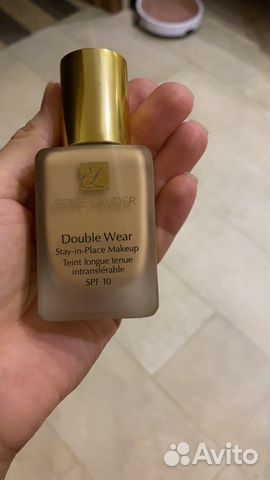 ESTĒE LAUDER
Double Wear
Stay-in-Place Makeup
Teint longue tenue
intransférable
SPF 10
Avito